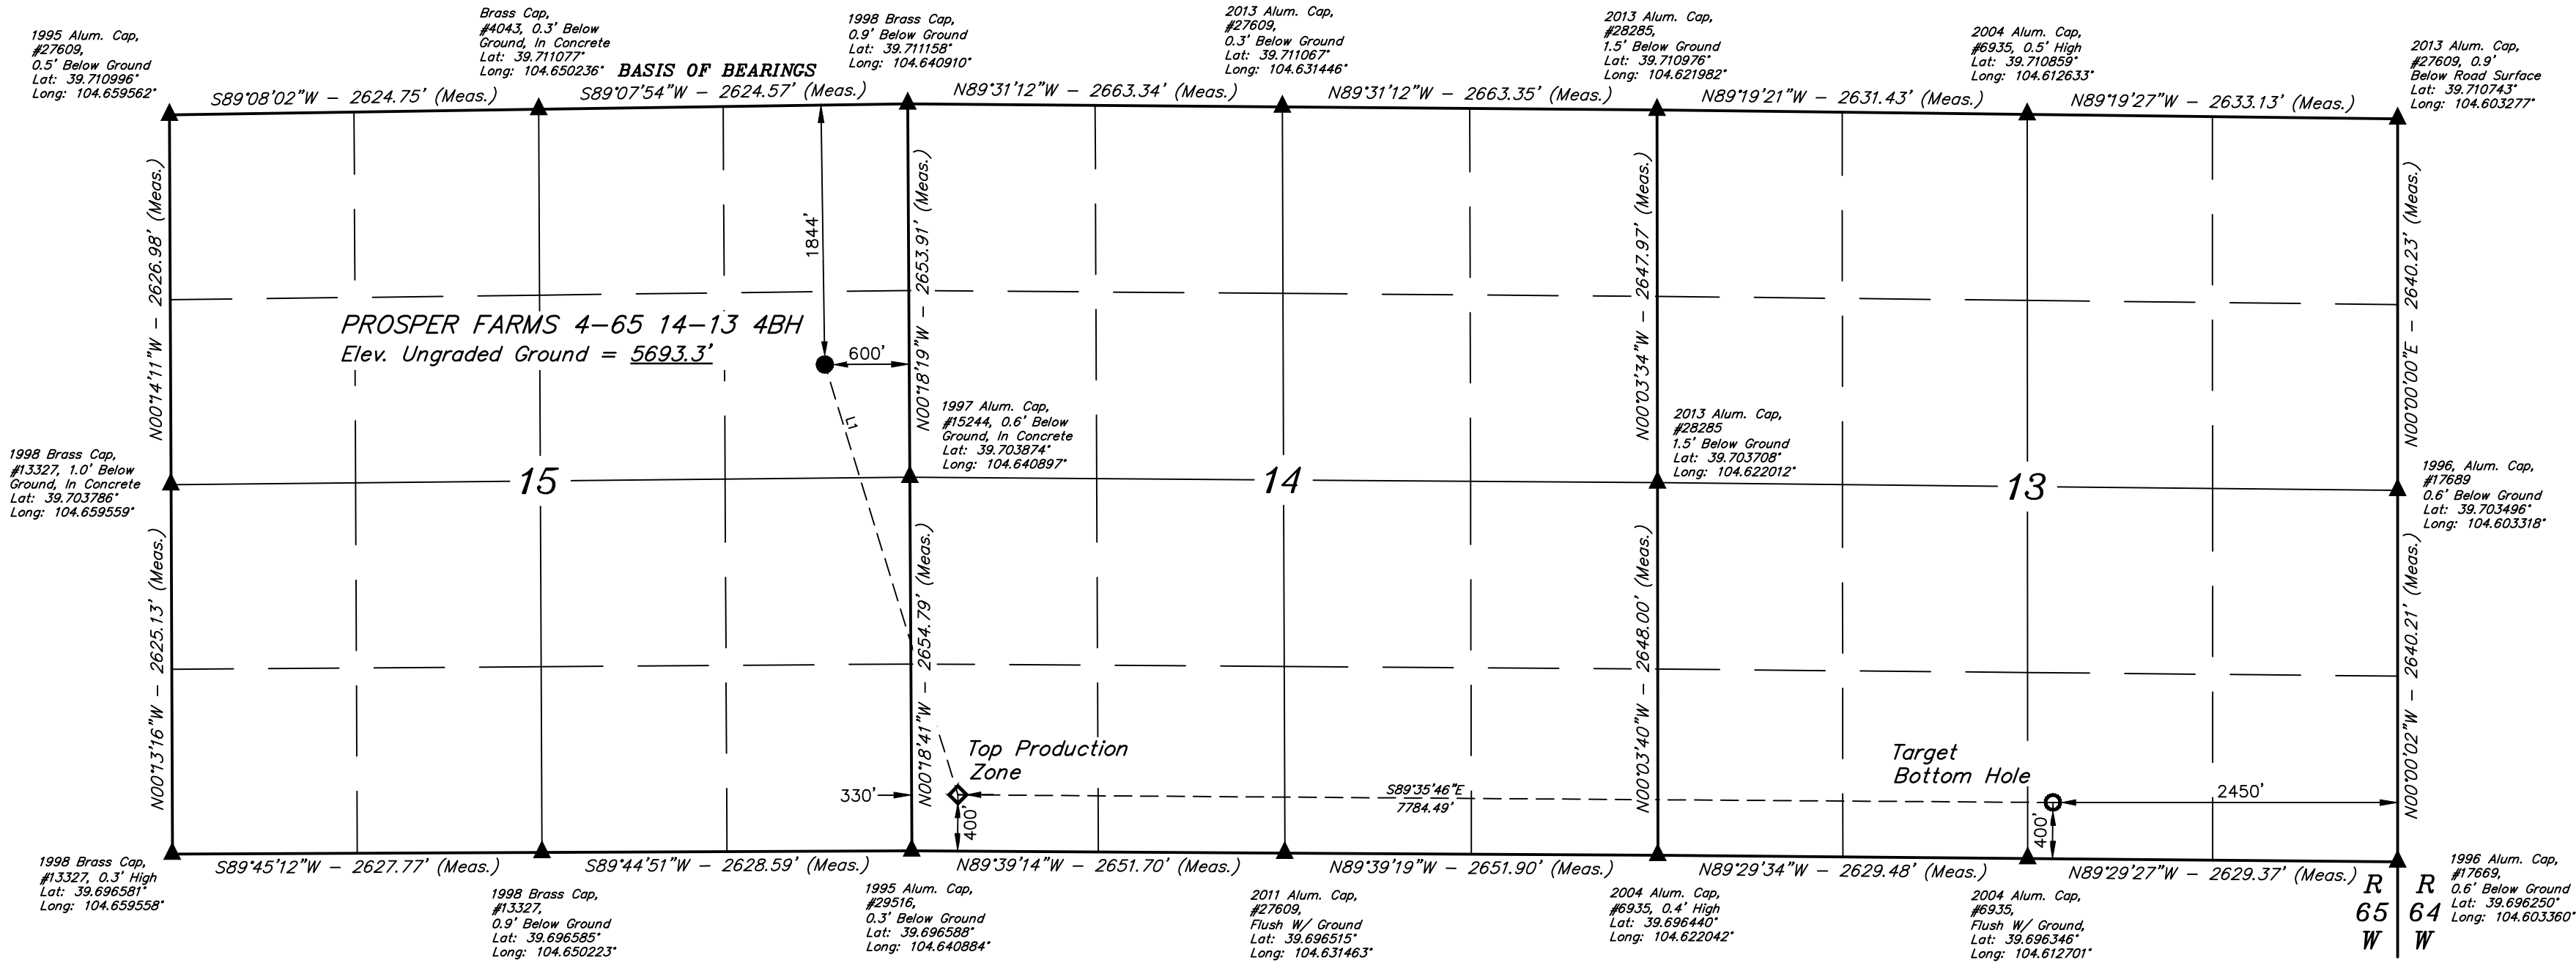 1995 Alum. Cap,
#27609,
0.5' Below Ground
Lat: 39.710996°
Long: 104.659562°
Brass Cap,
#4043, 0.3' Below
Ground, In Concrete
Lat: 39.711077°
Long: 104.650236°
BASIS OF BEARINGS
1998 Brass Cap,
0.9' Below Ground
Lat: 39.711158°
Long: 104.640910°
2013 Alum. Cap,
#27609,
0.3' Below Ground
Lat: 39.711067°
Long: 104.631446°
2013 Alum. Cap,
#28285,
1.5' Below Ground
Lat: 39.710976°
Long: 104.621982°
2004 Alum. Cap,
#6935, 0.5' High
Lat: 39.710859°
Long: 104.612633°
2013 Alum. Cap,
#27609, 0.9'
Below Road Surface
Lat: 39.710743°
Long: 104.603277°
S89°08'02"W - 2624.75' (Meas.)
S89°07'54"W - 2624.57' (Meas.)
N89°31'12"W - 2663.34' (Meas.)
N89°31'12"W - 2663.35' (Meas.)
N89°19'21"W - 2631.43' (Meas.)
N89°19'27"W - 2633.13' (Meas.)
N00°14'11"W - 2626.98' (Meas.)
1844'
N00°18'19"W - 2653.91' (Meas.)
N00°03'34"W - 2647.97' (Meas.)
N00°00'00"E - 2640.23' (Meas.)
PROSPER FARMS 4-65 14-13 4BH
Elev. Ungraded Ground = 5693.3'
600'
L1
1998 Brass Cap,
#13327, 1.0' Below
Ground, In Concrete
Lat: 39.703786°
Long: 104.659559°
1997 Alum. Cap,
#15244, 0.6' Below
Ground, In Concrete
Lat: 39.703874°
Long: 104.640897°
2013 Alum. Cap,
#28285
1.5' Below Ground
Lat: 39.703708°
Long: 104.622012°
1996, Alum. Cap,
#17689
0.6' Below Ground
Lat: 39.703496°
Long: 104.603318°
15
14
13
N00°13'16"W - 2625.13' (Meas.)
N00°18'41"W - 2654.79' (Meas.)
N00°03'40"W - 2648.00' (Meas.)
N00°00'02"W - 2640.21' (Meas.)
Top Production
Zone
Target
Bottom Hole
330'
400'
S89°35'46"E
7784.49'
2450'
400'
S89°45'12"W - 2627.77' (Meas.)
S89°44'51"W - 2628.59' (Meas.)
N89°39'14"W - 2651.70' (Meas.)
N89°39'19"W - 2651.90' (Meas.)
N89°29'34"W - 2629.48' (Meas.)
N89°29'27"W - 2629.37' (Meas.)
1998 Brass Cap,
#13327, 0.3' High
Lat: 39.696581°
Long: 104.659558°
1998 Brass Cap,
#13327,
0.9' Below Ground
Lat: 39.696585°
Long: 104.650223°
1995 Alum. Cap,
#29516,
0.3' Below Ground
Lat: 39.696588°
Long: 104.640884°
2011 Alum. Cap,
#27609,
Flush W/ Ground
Lat: 39.696515°
Long: 104.631463°
2004 Alum. Cap,
#6935, 0.4' High
Lat: 39.696440°
Long: 104.622042°
2004 Alum. Cap,
#6935,
Flush W/ Ground,
Lat: 39.696346°
Long: 104.612701°
R R
65 64
W W
1996 Alum. Cap,
#17669,
0.6' Below Ground
Lat: 39.696250°
Long: 104.603360°